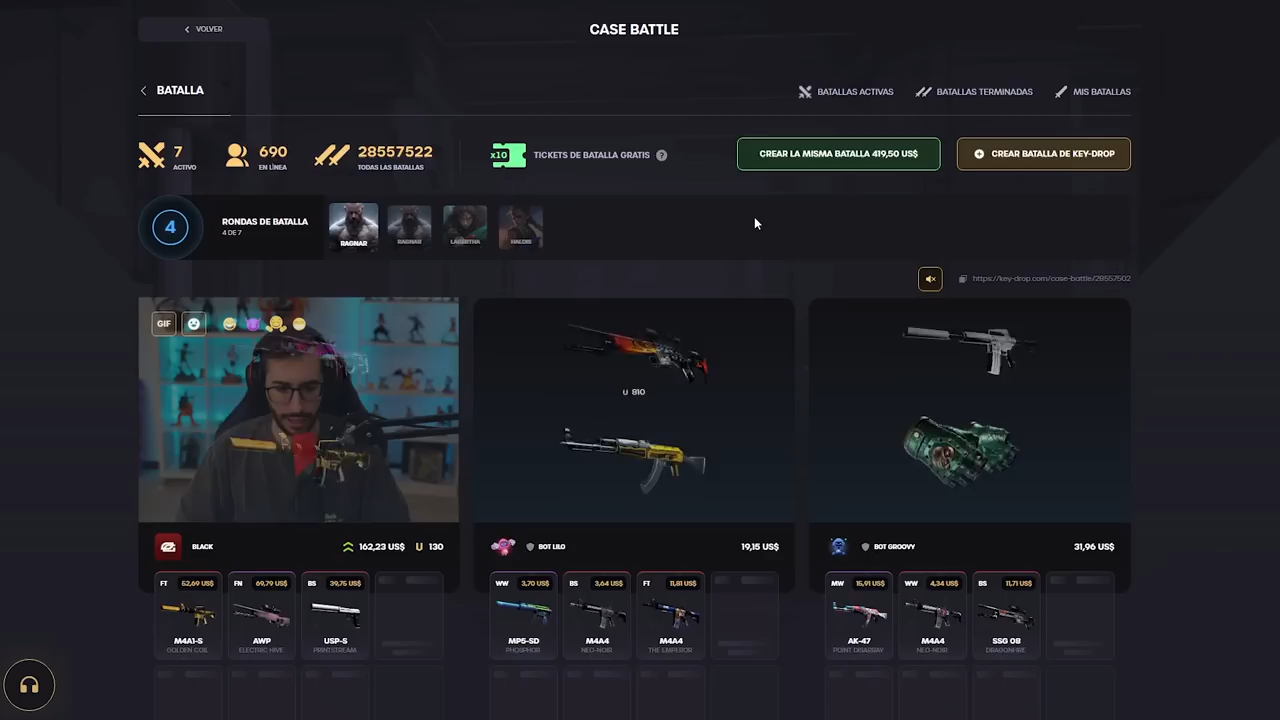 VOLVER
CASE BATTLE
BATALLA
BATALLAS ACTIVAS
BATALLAS TERMINADAS
MIS BATALLAS
7
ACTIVO
690
EN LÍNEA
28557522
TODAS LAS BATALLAS
x10
TICKETS DE BATALLA GRATIS ?
CREAR LA MISMA BATALLA 419,50 US$
CREAR BATALLA DE KEY-DROP
4
RONDAS DE BATALLA
4 DE 7
RAGNAR
RAGNAR
LAGERTHA
HALDIS
https://key-drop.com/case-battle/28557502
GIF
U 810
BLACK
162,23 US$
U 130
BOT LILO
19,15 US$
BOT GROOVY
31,96 US$
FT 52,69 US$
M4A1-S
GOLDEN COIL
FN 69,79 US$
AWP
ELECTRIC HIVE
BS 39,75 US$
USP-S
PRINTSTREAM
WW 3,70 US$
MP5-SD
PHOSPHOR
BS 3,64 US$
M4A4
NEO-NOIR
FT 11,81 US$
M4A4
THE EMPEROR
MW 15,91 US$
AK-47
POINT DISARRAY
WW 4,34 US$
M4A4
NEO-NOIR
BS 11,71 US$
SSG 08
DRAGONFIRE